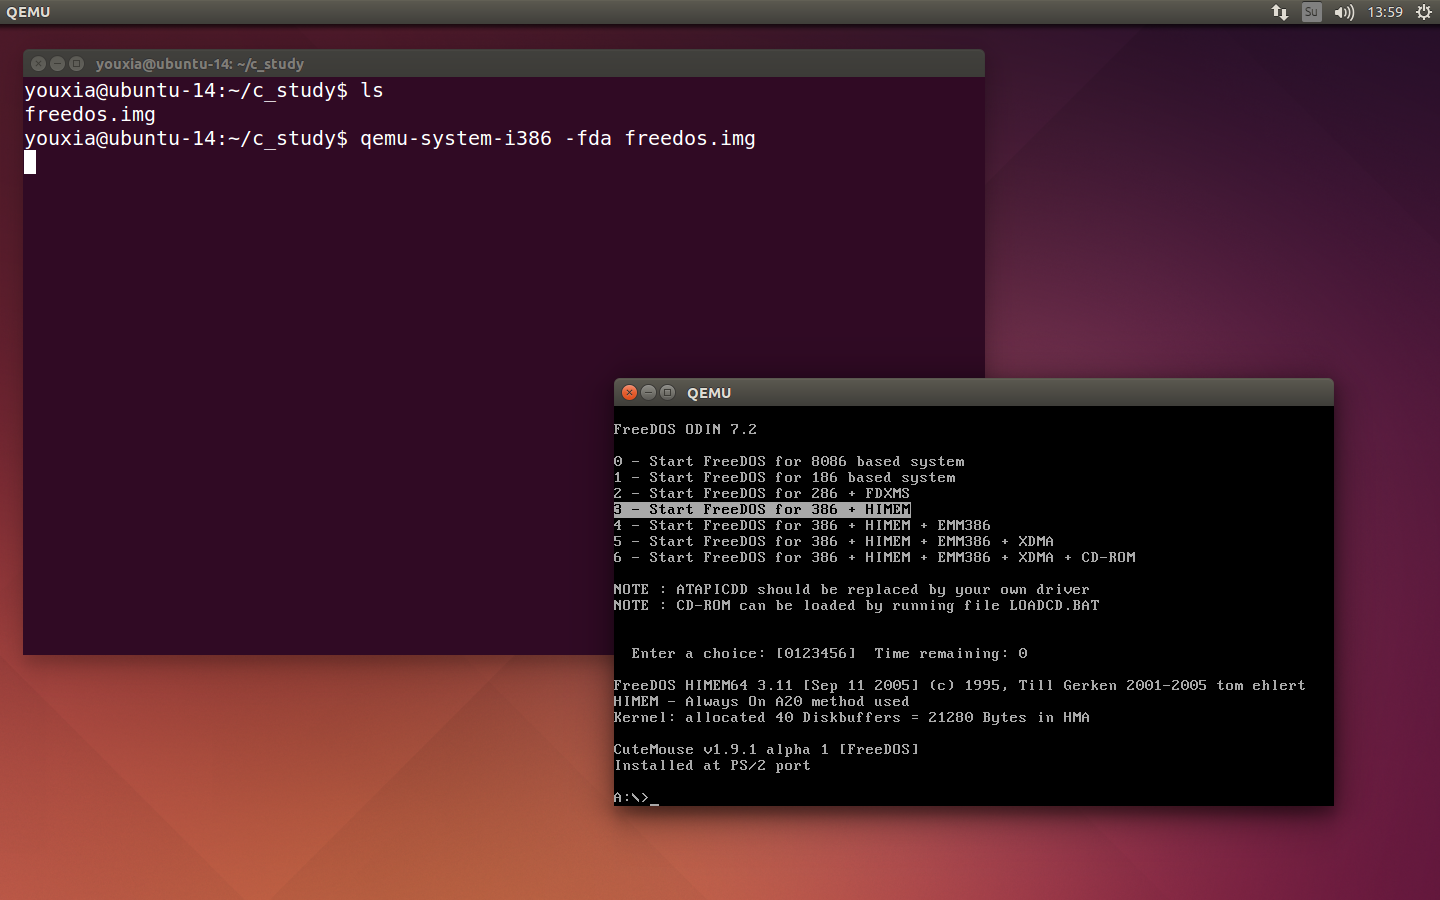 QEMU
Su
13:59
youxia@ubuntu-14: ~/c_study
youxia@ubuntu-14:~/c_study$ ls
freedos.img
youxia@ubuntu-14:~/c_study$ qemu-system-i386 -fda freedos.img
QEMU
FreeDOS ODIN 7.2
0 - Start FreeDOS for 8086 based system
1 - Start FreeDOS for 186 based system
2 - Start FreeDOS for 286 + FDXMS
3 - Start FreeDOS for 386 + HIMEM
4 - Start FreeDOS for 386 + HIMEM + EMM386
5 - Start FreeDOS for 386 + HIMEM + EMM386 + XDMA
6 - Start FreeDOS for 386 + HIMEM + EMM386 + XDMA + CD-ROM
NOTE : ATAPICDD should be replaced by your own driver
NOTE : CD-ROM can be loaded by running file LOADCD.BAT
Enter a choice: [0123456]  Time remaining: 0
FreeDOS HIMEM64 3.11 [Sep 11 2005] (c) 1995, Till Gerken 2001-2005 tom ehlert
HIMEM - Always On A20 method used
Kernel: allocated 40 Diskbuffers = 21280 Bytes in HMA
CuteMouse v1.9.1 alpha 1 [FreeDOS]
Installed at PS/2 port
A:\>_